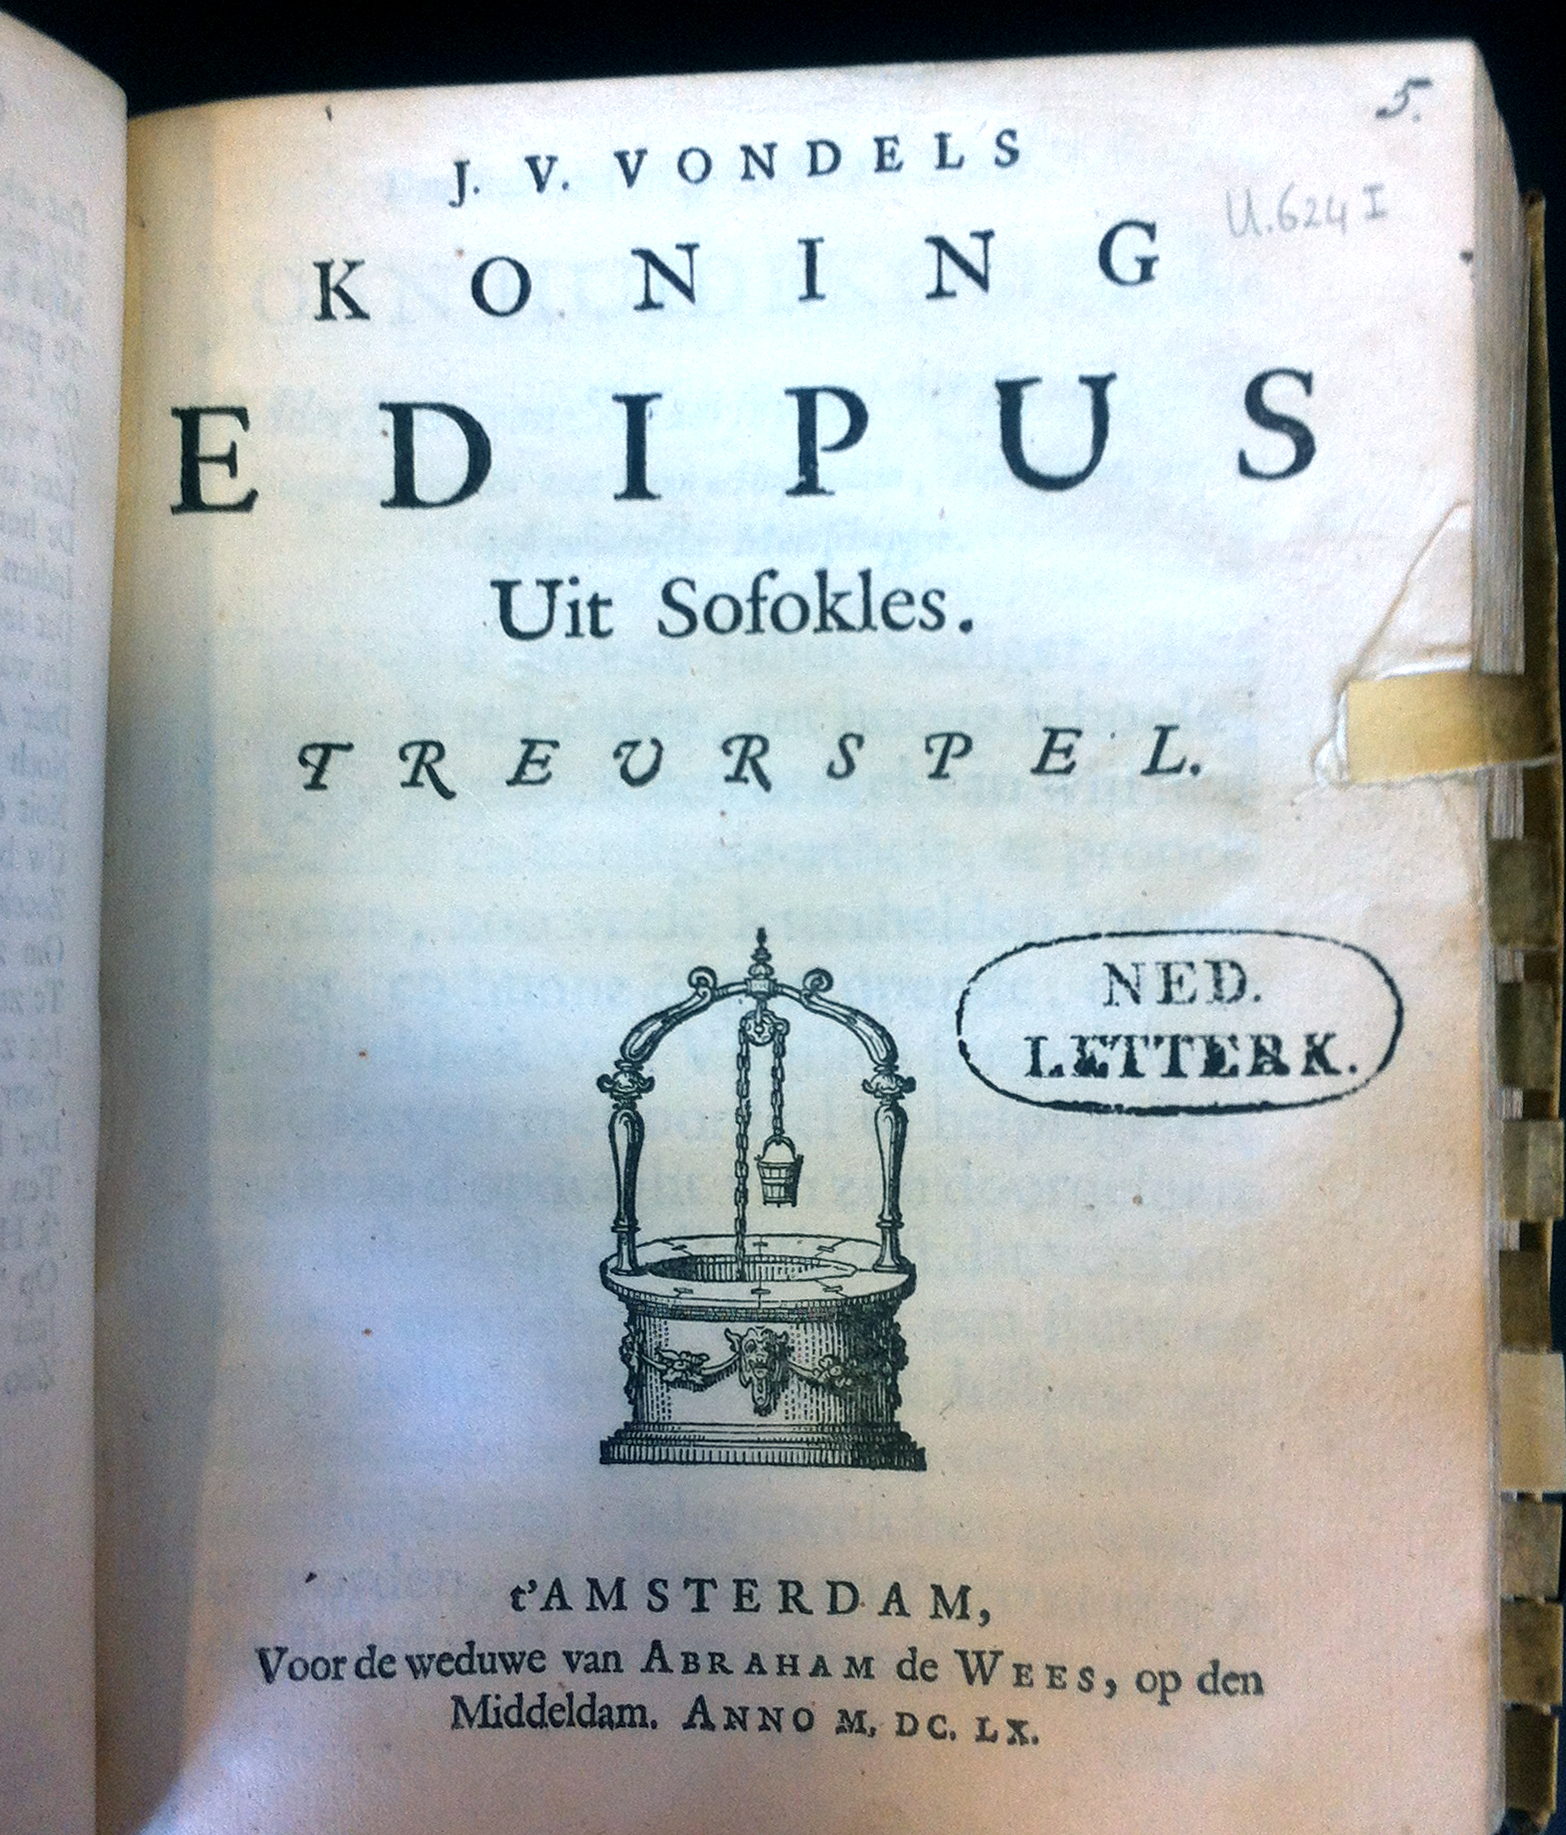 5.
J. V. VONDELS
U.624 I
KONING
EDIPUS
Uit Sofokles.
TREURSPEL.
NED.
LETTERK.
t'AMSTERDAM,
Voor de weduwe van ABRAHAM de WEES, op den
Middeldam. ANNO M, DC. LX.